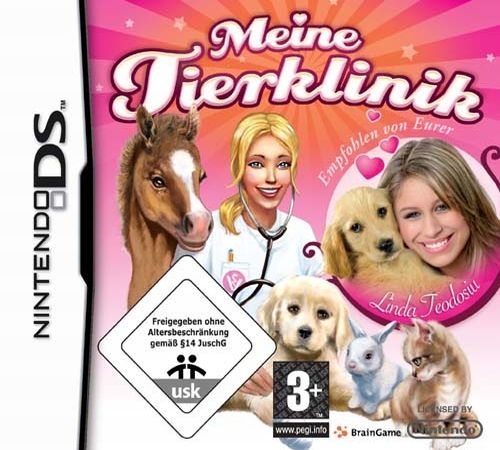 Meine
Tierklinik
Empfohlen von Eurer
Linda Teodosiu
NINTENDO DS™
Freigegeben ohne
Altersbeschränkung
gemäß §14 JuschG
usk
3+
www.pegi.info
BrainGame
LICENSED BY
Nintendo